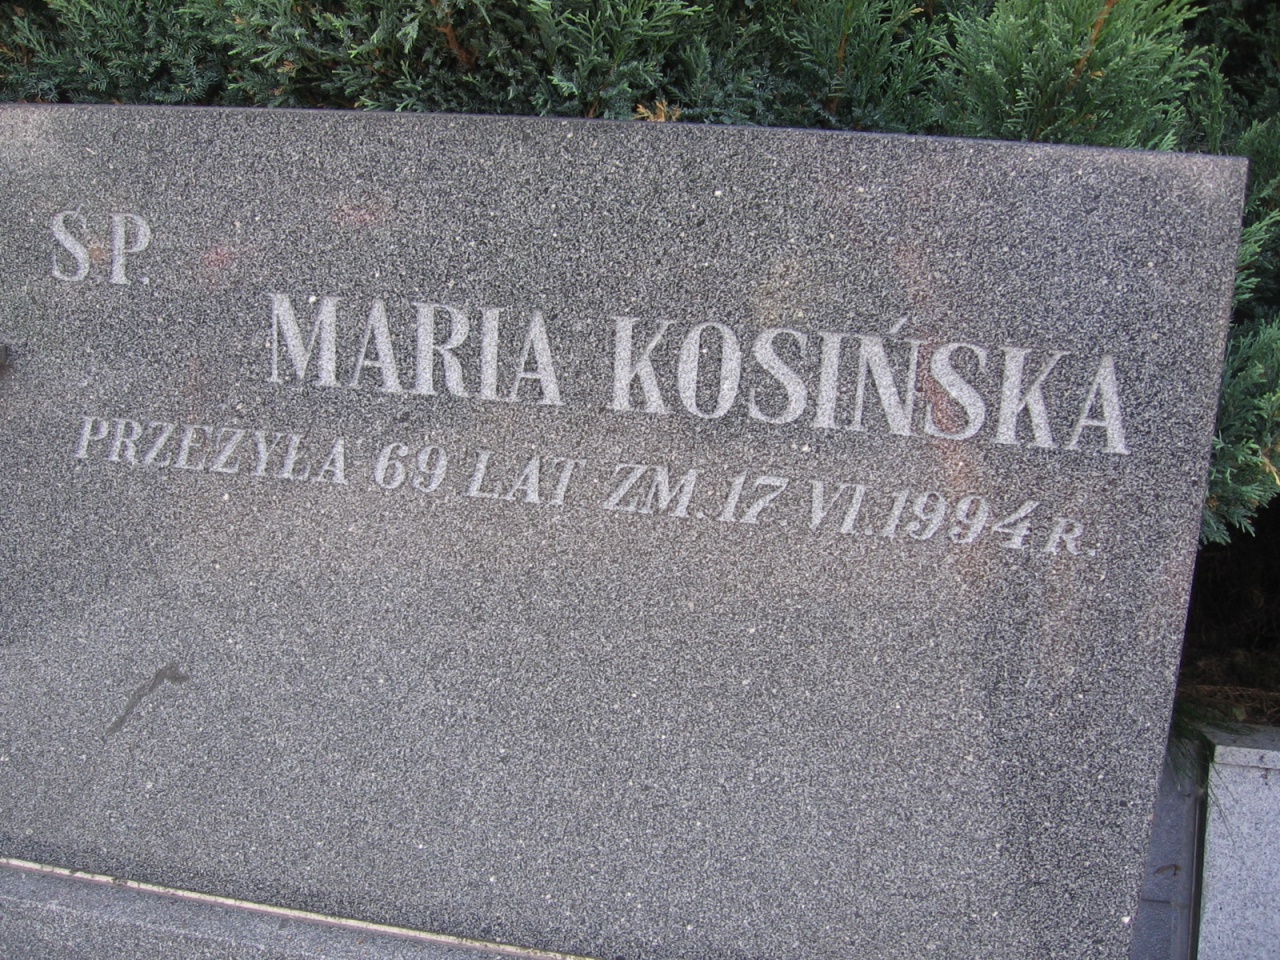 Ś.P.
MARIA KOSIŃSKA
PRZEŻYŁA 69 LAT ZM. 17. VI. 1994 R.